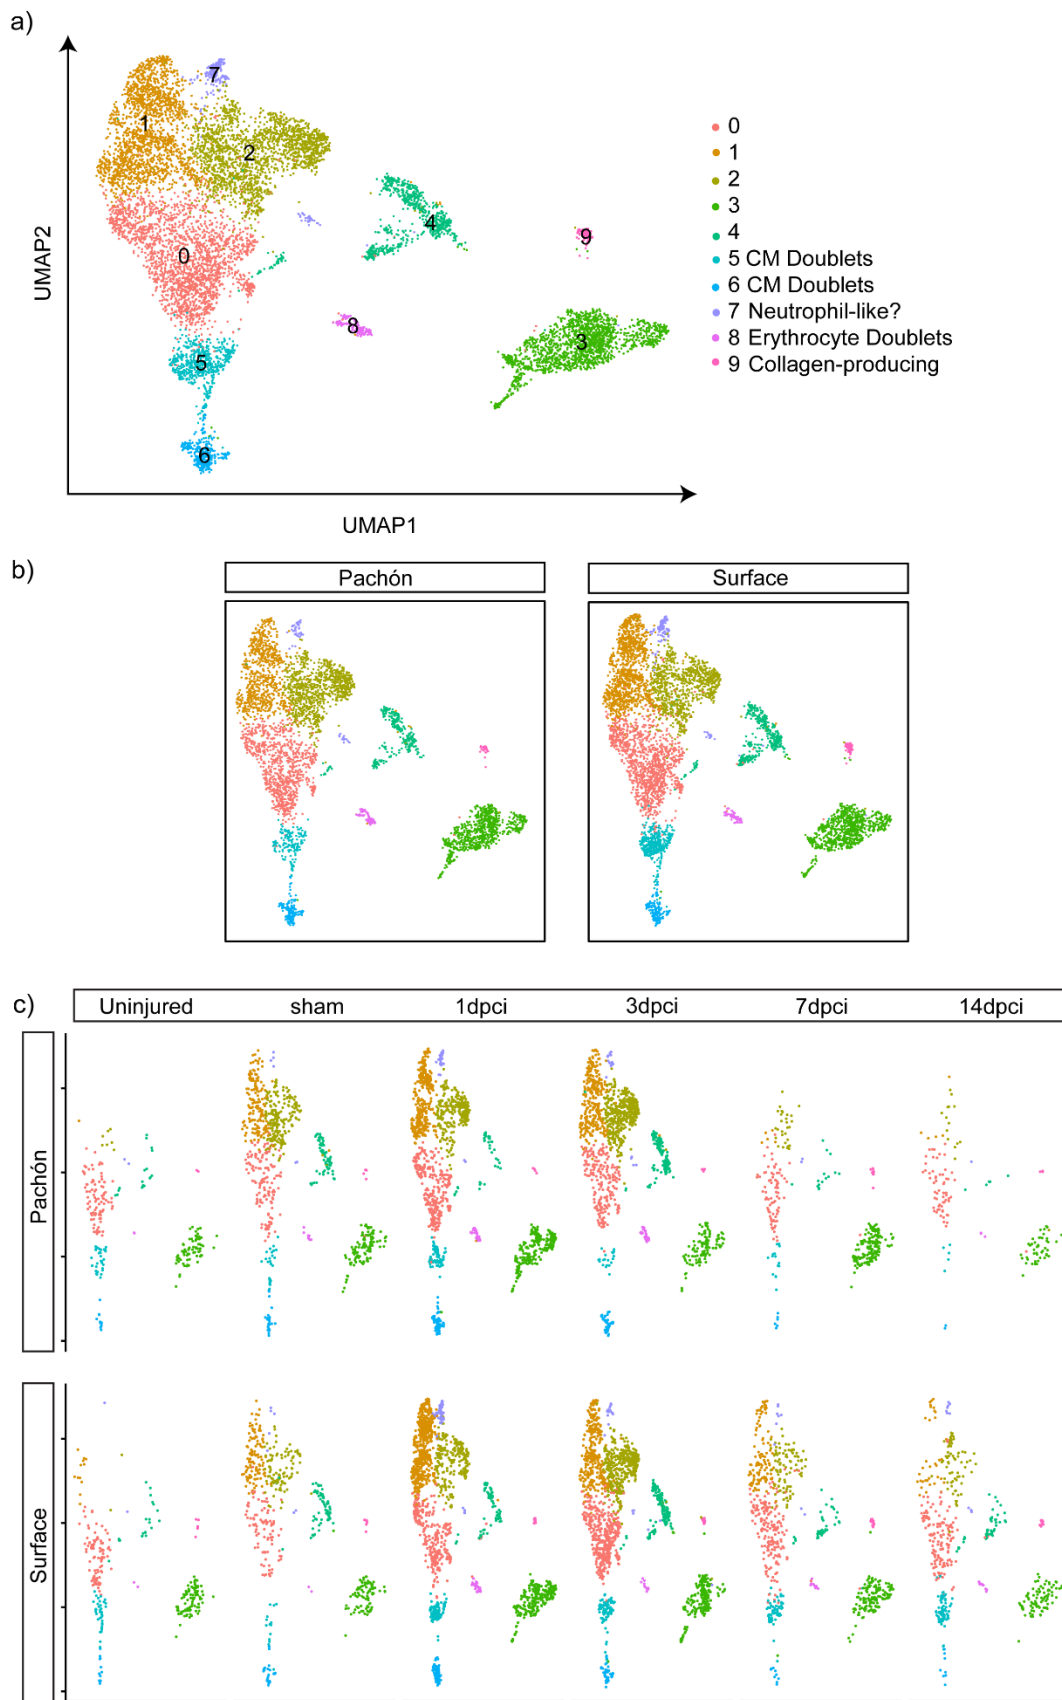 a)
UMAP2
UMAP1
7
1
2
4
9
0
8
3
5
6
0
1
2
3
4
5 CM Doublets
6 CM Doublets
7 Neutrophil-like?
8 Erythrocyte Doublets
9 Collagen-producing
b)
Pachón
Surface
c)
Uninjured
sham
1dpci
3dpci
7dpci
14dpci
Pachón
Surface